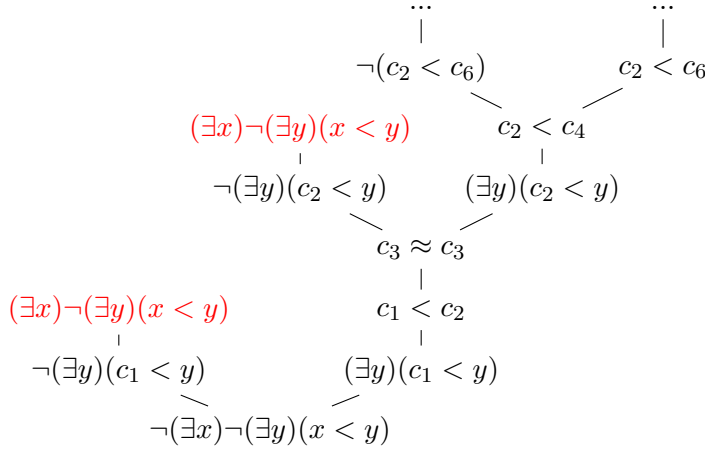 ... ...
¬(c₂ < c₆) c₂ < c₆
(∃x)¬(∃y)(x < y) c₂ < c₄
¬(∃y)(c₂ < y) (∃y)(c₂ < y)
c₃ ≈ c₃
(∃x)¬(∃y)(x < y) c₁ < c₂
¬(∃y)(c₁ < y) (∃y)(c₁ < y)
¬(∃x)¬(∃y)(x < y)